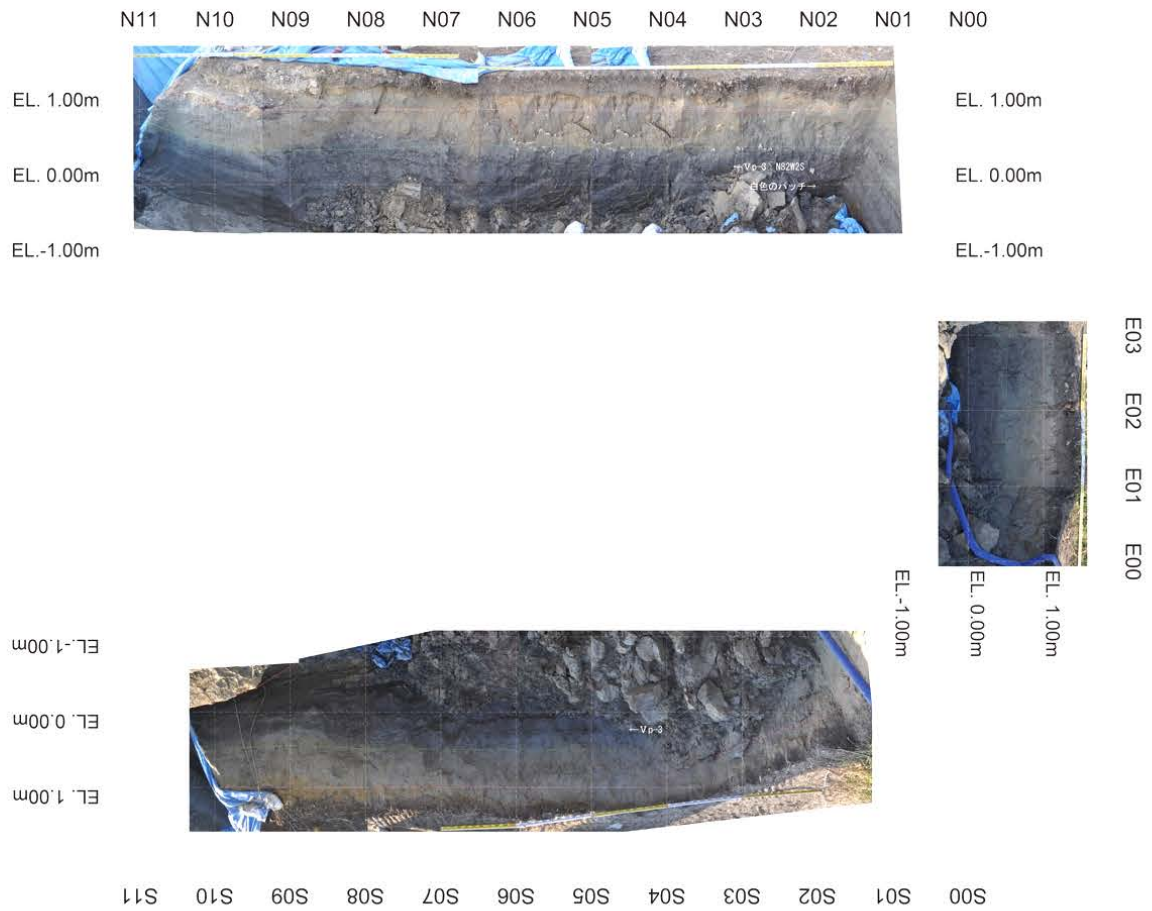 N11 N10 N09 N08 N07 N06 N05 N04 N03 N02 N01 N00
EL. 1.00m EL. 1.00m
←Vp-3 N82W2S
EL. 0.00m EL. 0.00m
白色のパッチ→
EL.-1.00m EL.-1.00m
E03
E02
E01
E00
EL.-1.00m
EL. 0.00m
EL. 1.00m
EL.-1.00m
EL. 0.00m
←Vp-3
EL. 1.00m
S11 S10 S09 S08 S07 S06 S05 S04 S03 S02 S01 S00